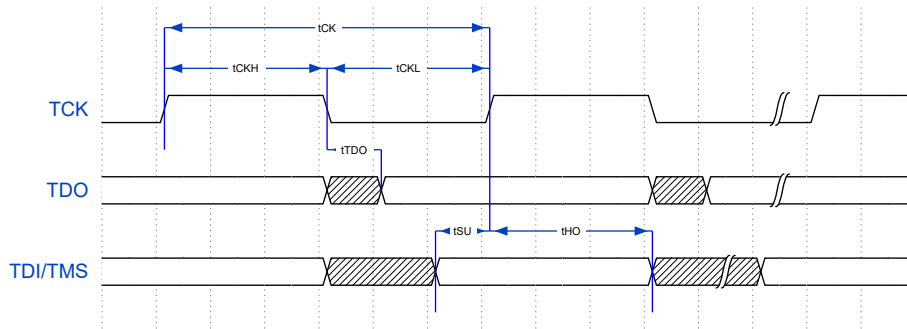 tCK
tCKH tCKL
TCK
tTDO
TDO
tSU tHO
TDI/TMS